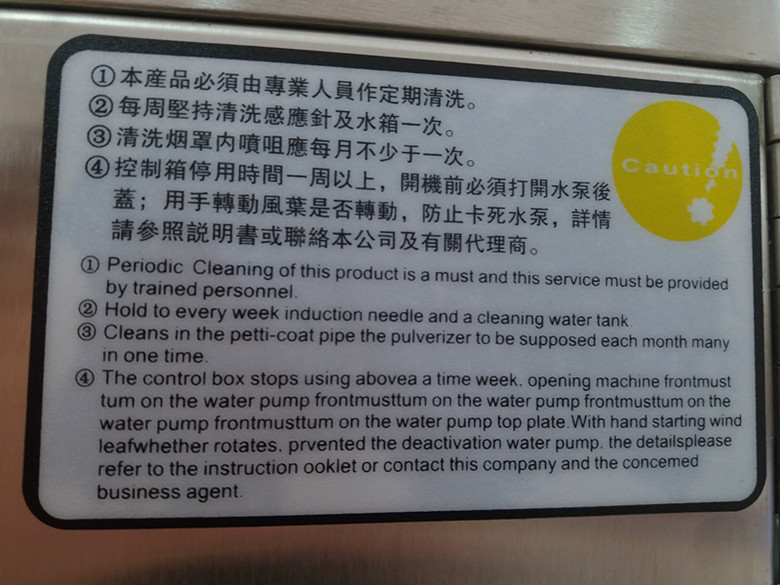 ①本產品必須由專業人員作定期清洗。
②每周堅持清洗感應針及水箱一次。
③清洗烟罩内噴咀應每月不少于一次。
④控制箱停用時間一周以上，開機前必須打開水泵後
蓋；用手轉動風葉是否轉動，防止卡死水泵，詳情
請參照説明書或聯絡本公司及有關代理商。
Caution
① Periodic Cleaning of this product is a must and this service must be provided
by trained personnel.
② Hold to every week induction needle and a cleaning water tank.
③ Cleans in the petti-coat pipe the pulverizer to be supposed each month many
in one time.
④ The control box stops using abovea a time week. opening machine frontmust
tum on the water pump frontmusttum on the water pump frontmusttum on the
water pump frontmusttum on the water pump top plate.With hand starting wind
leafwhether rotates. prvented the deactivation water pump. the detailsplease
refer to the instruction ooklet or contact this company and the concemed
business agent.